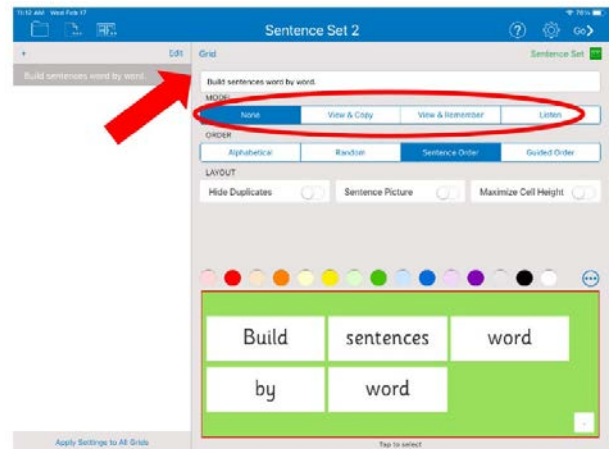 11:12 AM Wed Feb 17
76%
Sentence Set 2
Go
+ Edit Grid Sentence Set
Build sentences word by word.
Build sentences word by word.
MODEL
None View & Copy View & Remember Listen
ORDER
Alphabetical Random Sentence Order Guided Order
LAYOUT
Hide Duplicates Sentence Picture Maximize Cell Height
Build sentences word
by word .
Apply Settings to All Grids
Tap to select